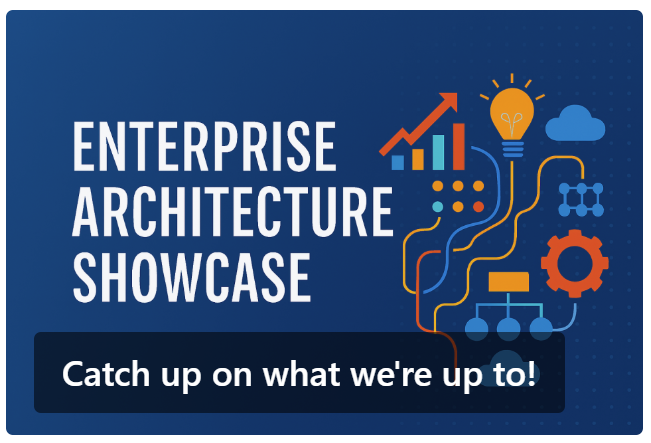 ENTERPRISE
ARCHITECTURE
SHOWCASE
Catch up on what we're up to!